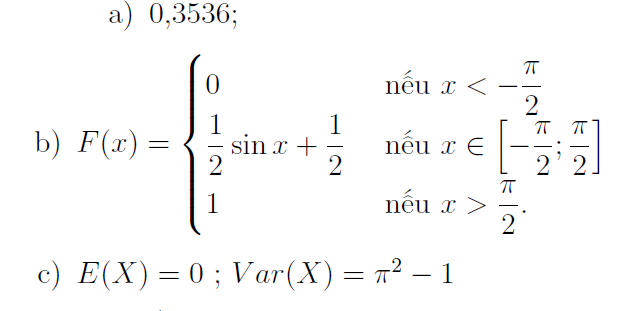 a) 0,3536;
b) F(x) = { 0 nếu x < −π/2
1/2 sin x + 1/2 nếu x ∈ [−π/2; π/2]
1 nếu x > π/2.
c) E(X) = 0 ; Var(X) = π² − 1